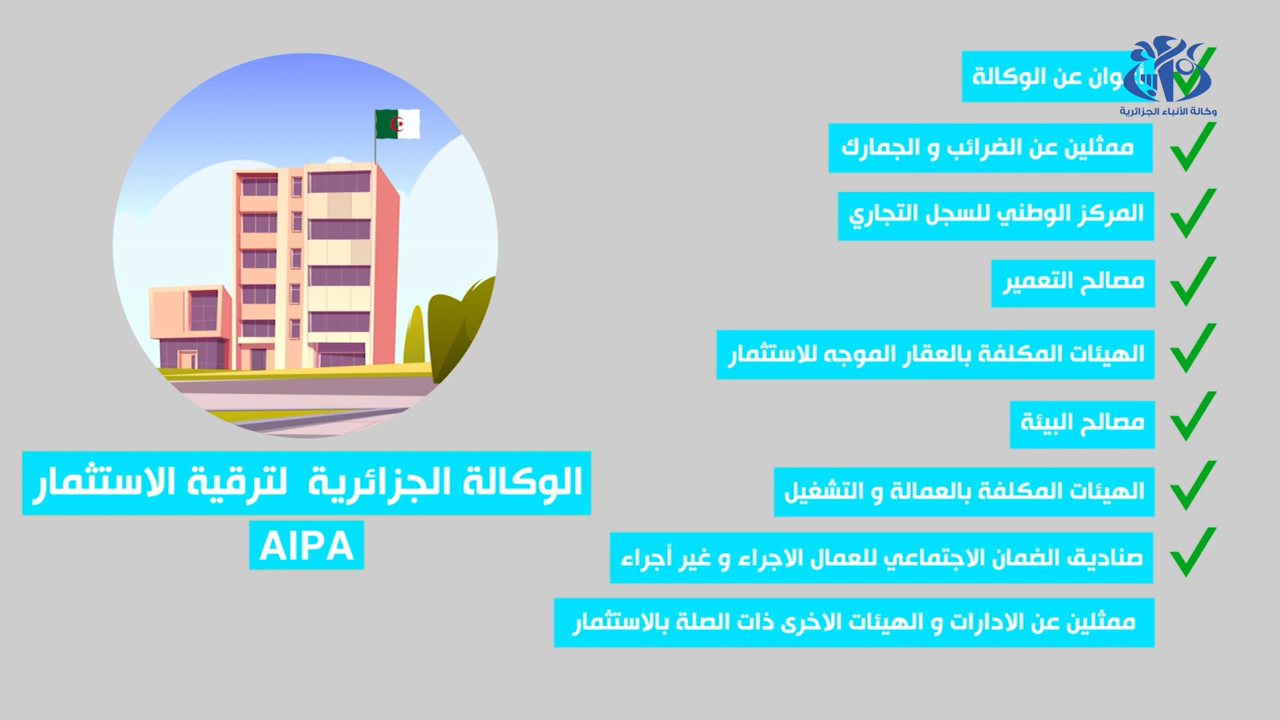 عن الوكالة
وكالة الأنباء الجزائرية
ممثلين عن الضرائب و الجمارك
المركز الوطني للسجل التجاري
مصالح التعمير
الهيئات المكلفة بالعقار الموجه للاستثمار
مصالح البيئة
الهيئات المكلفة بالعمالة و التشغيل
صناديق الضمان الاجتماعي للعمال الاجراء و غير أجراء
ممثلين عن الادارات و الهيئات الاخرى ذات الصلة بالاستثمار
الوكالة الجزائرية لترقية الاستثمار
AIPA